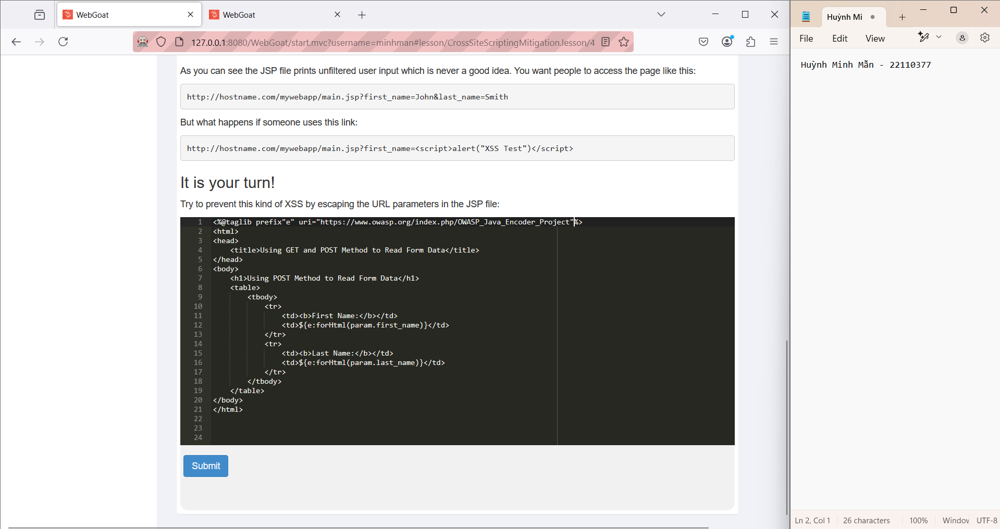 WebGoat
WebGoat
127.0.0.1:8080/WebGoat/start.mvc?username=minhman#lesson/CrossSiteScriptingMitigation.lesson/4
As you can see the JSP file prints unfiltered user input which is never a good idea. You want people to access the page like this:
http://hostname.com/mywebapp/main.jsp?first_name=John&last_name=Smith
But what happens if someone uses this link:
http://hostname.com/mywebapp/main.jsp?first_name=<script>alert("XSS Test")</script>
It is your turn!
Try to prevent this kind of XSS by escaping the URL parameters in the JSP file:
1 <%@taglib prefix"e" uri="https://www.owasp.org/index.php/OWASP_Java_Encoder_Project"%>
2 <html>
3 <head>
4 <title>Using GET and POST Method to Read Form Data</title>
5 </head>
6 <body>
7 <h1>Using POST Method to Read Form Data</h1>
8 <table>
9 <tbody>
10 <tr>
11 <td><b>First Name:</b></td>
12 <td>${e:forHtml(param.first_name)}</td>
13 </tr>
14 <tr>
15 <td><b>Last Name:</b></td>
16 <td>${e:forHtml(param.last_name)}</td>
17 </tr>
18 </tbody>
19 </table>
20 </body>
21 </html>
22
23
24
Submit
Huỳnh Mi
File Edit View
Huỳnh Minh Mẫn - 22110377
Ln 2, Col 1 26 characters 100% Window UTF-8